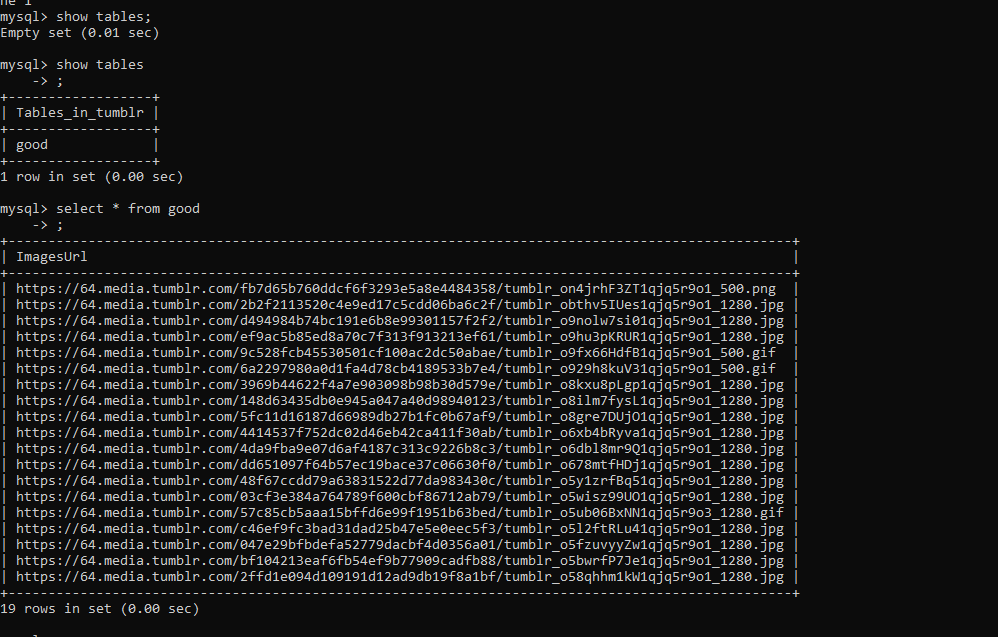 mysql> show tables;
Empty set (0.01 sec)
mysql> show tables
    -> ;
+------------------+
| Tables_in_tumblr |
+------------------+
| good             |
+------------------+
1 row in set (0.00 sec)
mysql> select * from good
    -> ;
+--------------------------------------------------------------------------------------------------+
| ImagesUrl                                                                                        |
+--------------------------------------------------------------------------------------------------+
| https://64.media.tumblr.com/fb7d65b760ddcf6f3293e5a8e4484358/tumblr_on4jrhF3ZT1qjq5r9o1_500.png  |
| https://64.media.tumblr.com/2b2f2113520c4e9ed17c5cdd06ba6c2f/tumblr_obthv5IUes1qjq5r9o1_1280.jpg |
| https://64.media.tumblr.com/d494984b74bc191e6b8e99301157f2f2/tumblr_o9nolw7si01qjq5r9o1_1280.jpg |
| https://64.media.tumblr.com/ef9ac5b85ed8a70c7f313f913213ef61/tumblr_o9hu3pKRUR1qjq5r9o1_1280.jpg |
| https://64.media.tumblr.com/9c528fcb45530501cf100ac2dc50abae/tumblr_o9fx66HdfB1qjq5r9o1_500.gif  |
| https://64.media.tumblr.com/6a2297980a0d1fa4d78cb4189533b7e4/tumblr_o929h8kuV31qjq5r9o1_500.gif  |
| https://64.media.tumblr.com/3969b44622f4a7e903098b98b30d579e/tumblr_o8kxu8pLgp1qjq5r9o1_1280.jpg |
| https://64.media.tumblr.com/148d63435db0e945a047a40d98940123/tumblr_o8ilm7fysL1qjq5r9o1_1280.jpg |
| https://64.media.tumblr.com/5fc11d16187d66989db27b1fc0b67af9/tumblr_o8gre7DUjO1qjq5r9o1_1280.jpg |
| https://64.media.tumblr.com/4414537f752dc02d46eb42ca411f30ab/tumblr_o6xb4bRyva1qjq5r9o1_1280.jpg |
| https://64.media.tumblr.com/4da9fba9e07d6af4187c313c9226b8c3/tumblr_o6dbl8mr9Q1qjq5r9o1_1280.jpg |
| https://64.media.tumblr.com/dd651097f64b57ec19bace37c06630f0/tumblr_o678mtfHDj1qjq5r9o1_1280.jpg |
| https://64.media.tumblr.com/48f67ccdd79a63831522d77da983430c/tumblr_o5y1zrfBq51qjq5r9o1_1280.jpg |
| https://64.media.tumblr.com/03cf3e384a764789f600cbf86712ab79/tumblr_o5wisz99UO1qjq5r9o1_1280.jpg |
| https://64.media.tumblr.com/57c85cb5aaa15bffd6e99f1951b63bed/tumblr_o5ub06BxNN1qjq5r9o3_1280.gif |
| https://64.media.tumblr.com/c46ef9fc3bad31dad25b47e5e0eec5f3/tumblr_o5l2ftRLu41qjq5r9o1_1280.jpg |
| https://64.media.tumblr.com/047e29bfbdefa52779dacbf4d0356a01/tumblr_o5fzuvyyZw1qjq5r9o1_1280.jpg |
| https://64.media.tumblr.com/bf104213eaf6fb54ef9b77909cadfb88/tumblr_o5bwrfP7Je1qjq5r9o1_1280.jpg |
| https://64.media.tumblr.com/2ffd1e094d109191d12ad9db19f8a1bf/tumblr_o58qhhm1kW1qjq5r9o1_1280.jpg |
+--------------------------------------------------------------------------------------------------+
19 rows in set (0.00 sec)